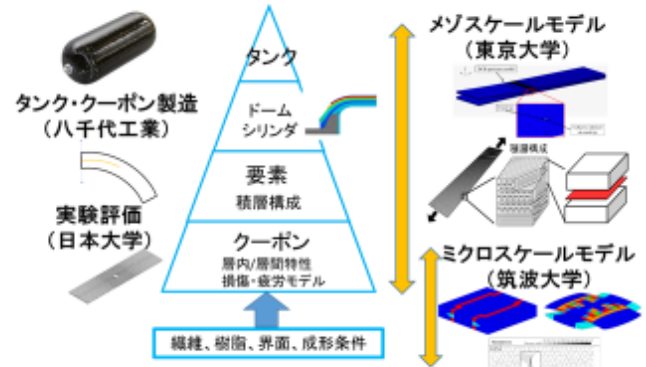 タンク・クーポン製造
（八千代工業）
実験評価
（日本大学）
タンク
ドーム
シリンダ
要素
積層構成
クーポン
層内/層間特性
損傷・疲労モデル
繊維、樹脂、界面、成形条件
メゾスケールモデル
（東京大学）
積層構成
ミクロスケールモデル
（筑波大学）